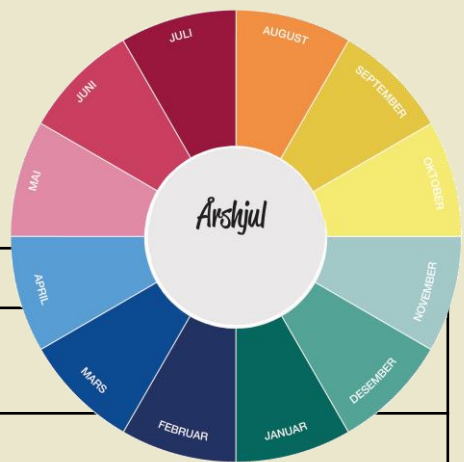 JULI
AUGUST
SEPTEMBER
OKTOBER
NOVEMBER
DESEMBER
JANUAR
FEBRUAR
MARS
APRIL
MAI
JUNI
Årshjul